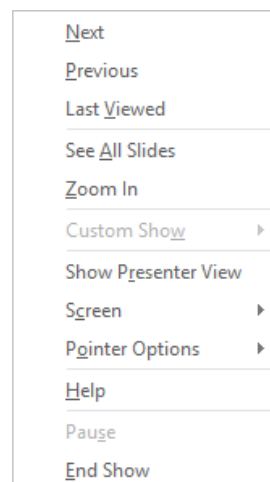 Next
Previous
Last Viewed
See All Slides
Zoom In
Custom Show
Show Presenter View
Screen
Pointer Options
Help
Pause
End Show